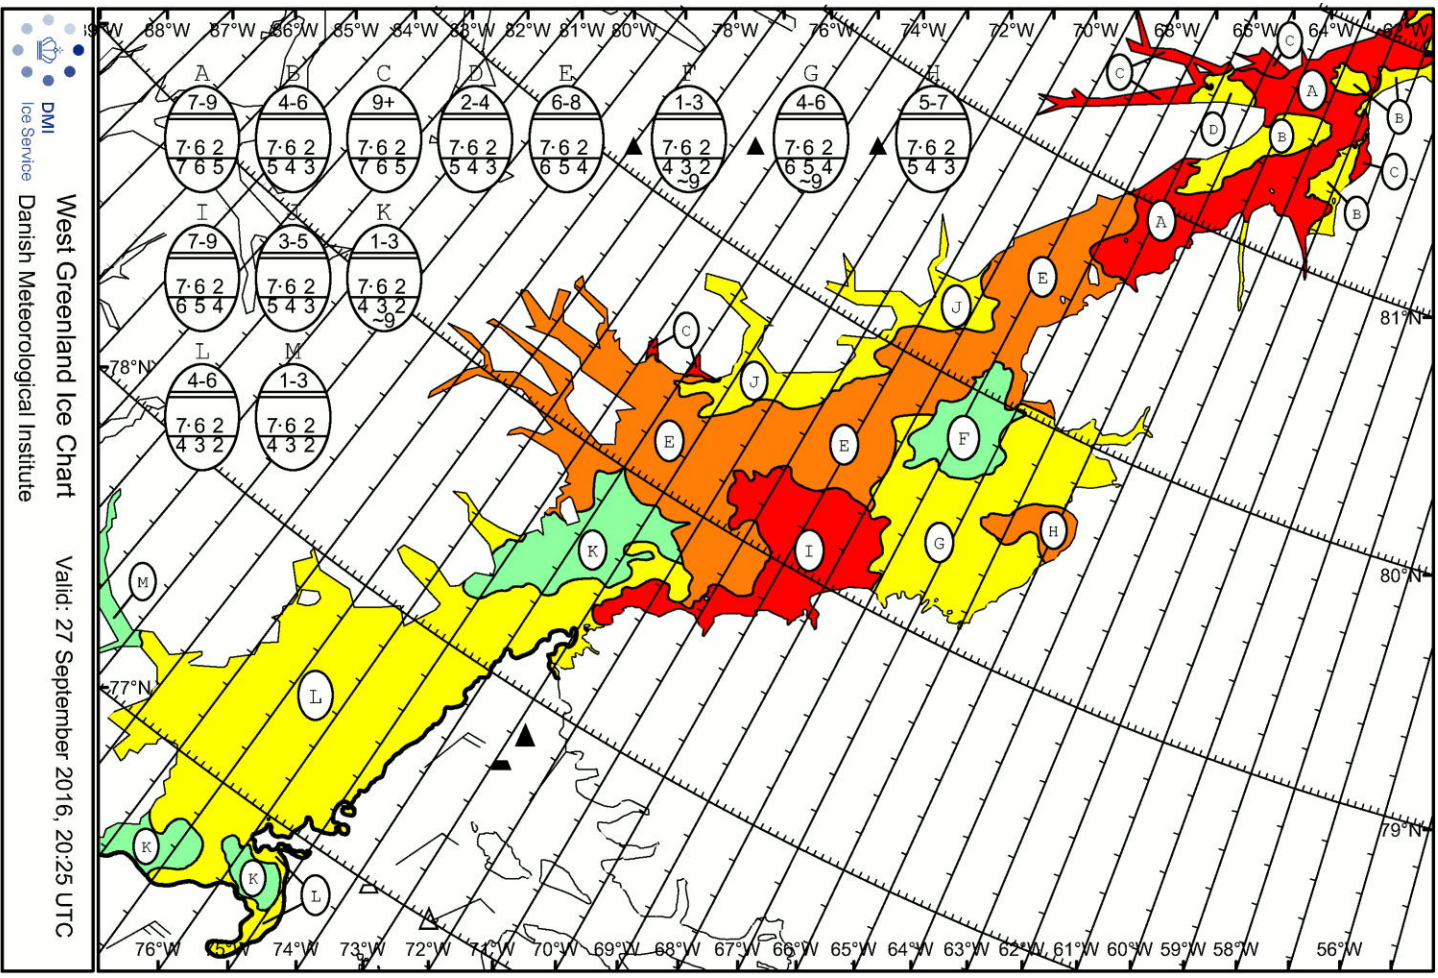 West Greenland Ice Chart
Valid: 27 September 2016, 20:25 UTC
Danish Meteorological Institute
DMI
Ice Service
88°W 87°W 86°W 85°W 84°W 83°W 82°W 81°W 80°W 79°W 78°W 77°W 76°W 75°W 74°W 73°W 72°W 70°W 69°W 68°W 67°W 66°W 65°W 64°W 62°W
A B C D E F G H
7-9 4-6 9+ 2-4 6-8 1-3 4-6 5-7
7·6 2 7·6 2 7·6 2 7·6 2 7·6 2 7·6 2 7·6 2 7·6 2
7 6 5 5 4 3 7 6 5 5 4 3 6 5 4 4 3 2 6 5 4 5 4 3
~9 ~9
I J K
7-9 3-5 1-3
7·6 2 7·6 2 7·6 2
6 5 4 5 4 3 4 3 2
~9
L M
4-6 1-3
7·6 2 7·6 2
4 3 2 4 3 2
C
C
A
B
D
B
C
B
A
E
J
C
J
E
E
F
K
I
G
H
M
L
K
K
L
81°N
78°N
80°N
77°N
79°N
76°W 75°W 74°W 73°W 72°W 71°W 70°W 69°W 68°W 67°W 66°W 65°W 64°W 63°W 62°W 61°W 60°W 59°W 58°W 56°W